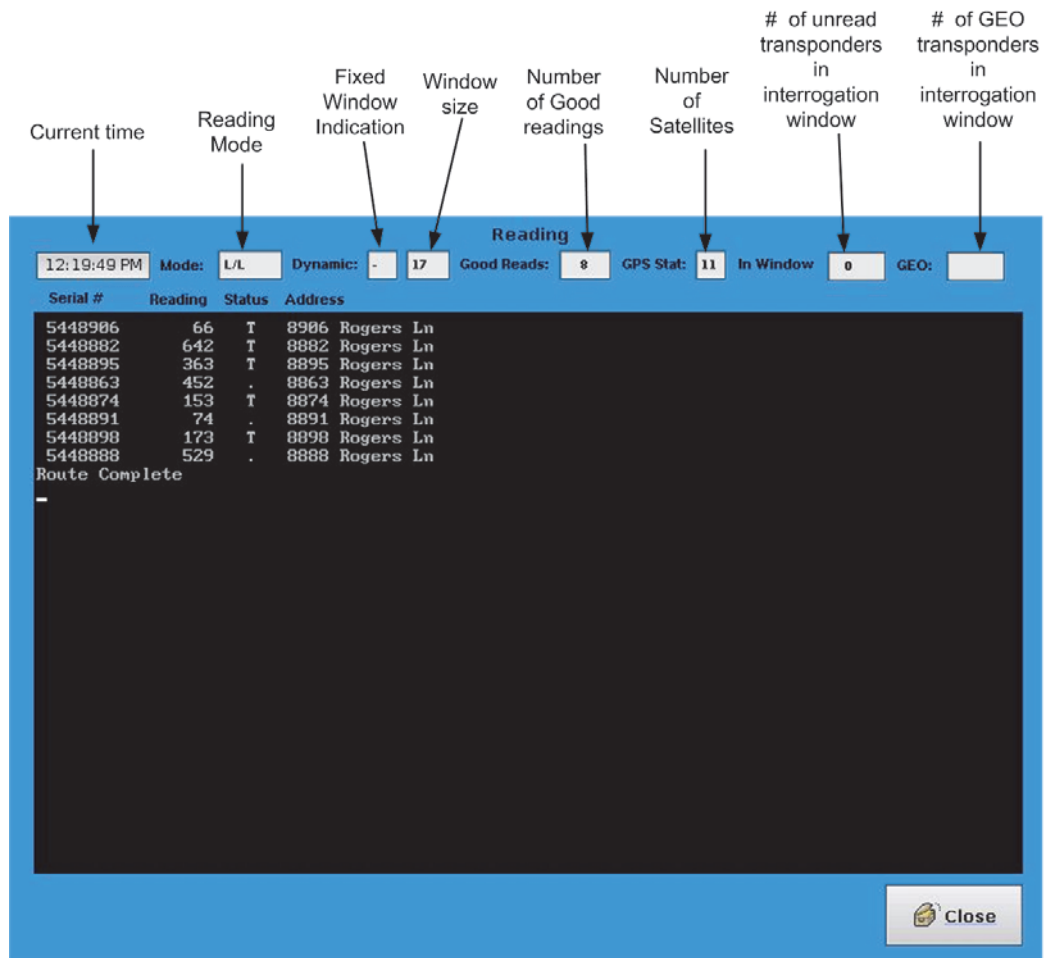 # of unread transponders in interrogation window
# of GEO transponders in interrogation window
Fixed Window Indication
Window size
Number of Good readings
Number of Satellites
Current time
Reading Mode
Reading
12:19:49 PM Mode: L/L Dynamic: - 17 Good Reads: 8 GPS Stat: 11 In Window 0 GEO:
Serial # Reading Status Address
5448906 66 T 8906 Rogers Ln
5448882 642 T 8882 Rogers Ln
5448895 363 T 8895 Rogers Ln
5448863 452 . 8863 Rogers Ln
5448874 153 T 8874 Rogers Ln
5448891 74 . 8891 Rogers Ln
5448898 173 T 8898 Rogers Ln
5448888 529 . 8888 Rogers Ln
Route Complete
Close